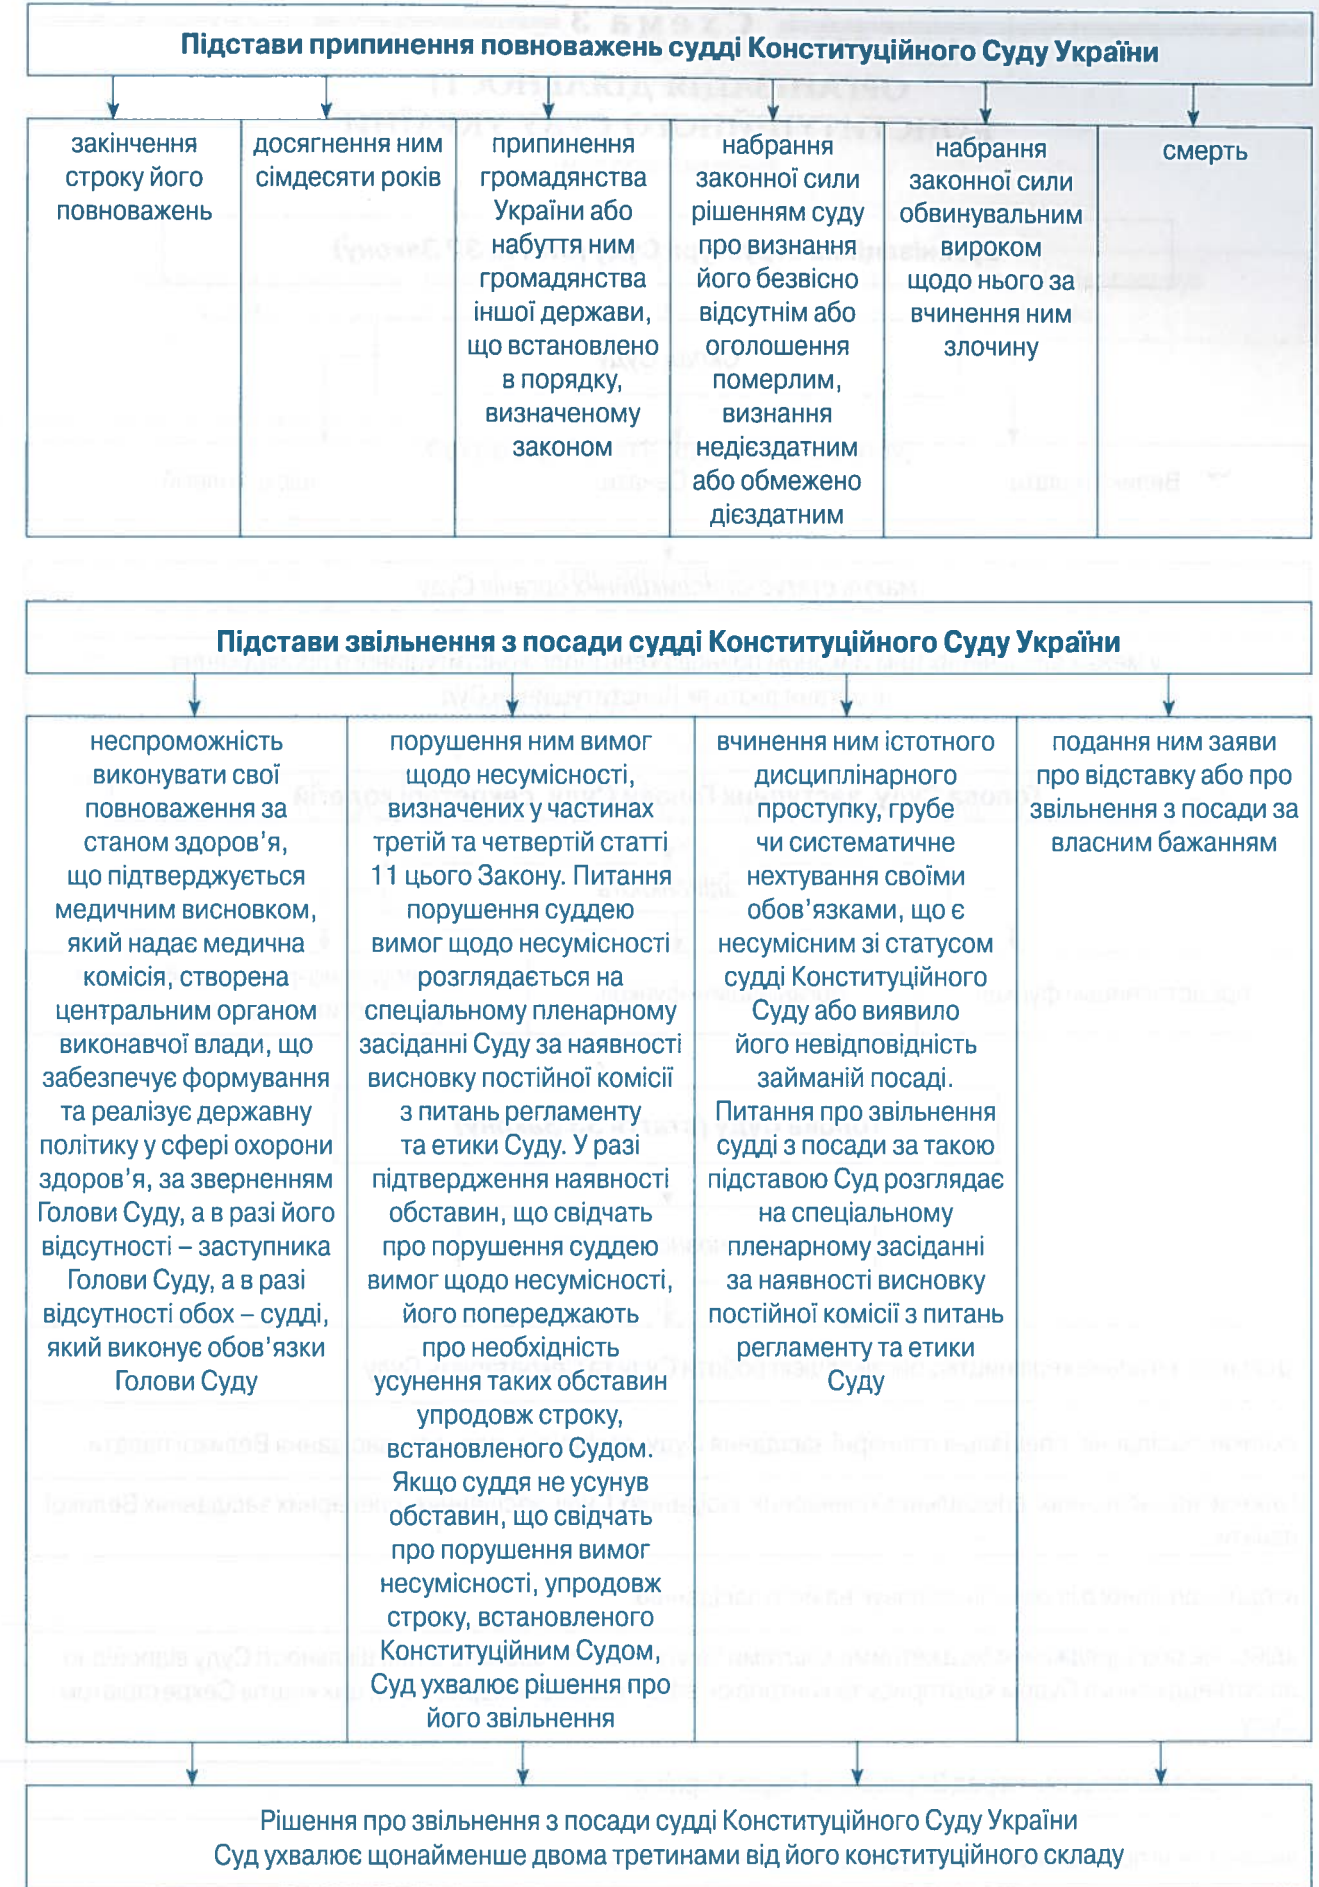 Підстави припинення повноважень судді Конституційного Суду України
закінчення
строку його
повноважень
досягнення ним
сімдесяти років
припинення
громадянства
України або
набуття ним
громадянства
іншої держави,
що встановлено
в порядку,
визначеному
законом
набрання
законної сили
рішенням суду
про визнання
його безвісно
відсутнім або
оголошення
померлим,
визнання
недієздатним
або обмежено
дієздатним
набрання
законної сили
обвинувальним
вироком
щодо нього за
вчинення ним
злочину
смерть
Підстави звільнення з посади судді Конституційного Суду України
неспроможність
виконувати свої
повноваження за
станом здоров’я,
що підтверджується
медичним висновком,
який надає медична
комісія, створена
центральним органом
виконавчої влади, що
забезпечує формування
та реалізує державну
політику у сфері охорони
здоров’я, за зверненням
Голови Суду, а в разі його
відсутності – заступника
Голови Суду, а в разі
відсутності обох – судді,
який виконує обов’язки
Голови Суду
порушення ним вимог
щодо несумісності,
визначених у частинах
третій та четвертій статті
11 цього Закону. Питання
порушення суддею
вимог щодо несумісності
розглядається на
спеціальному пленарному
засіданні Суду за наявності
висновку постійної комісії
з питань регламенту
та етики Суду. У разі
підтвердження наявності
обставин, що свідчать
про порушення суддею
вимог щодо несумісності,
його попереджають
про необхідність
усунення таких обставин
упродовж строку,
встановленого Судом.
Якщо суддя не усунув
обставин, що свідчать
про порушення вимог
несумісності, упродовж
строку, встановленого
Конституційним Судом,
Суд ухвалює рішення про
його звільнення
вчинення ним істотного
дисциплінарного
проступку, грубе
чи систематичне
нехтування своїми
обов’язками, що є
несумісним зі статусом
судді Конституційного
Суду або виявило
його невідповідність
займаній посаді.
Питання про звільнення
судді з посади за такою
підставою Суд розглядає
на спеціальному
пленарному засіданні
за наявності висновку
постійної комісії з питань
регламенту та етики
Суду
подання ним заяви
про відставку або про
звільнення з посади за
власним бажанням
Рішення про звільнення з посади судді Конституційного Суду України
Суд ухвалює щонайменше двома третинами від його конституційного складу